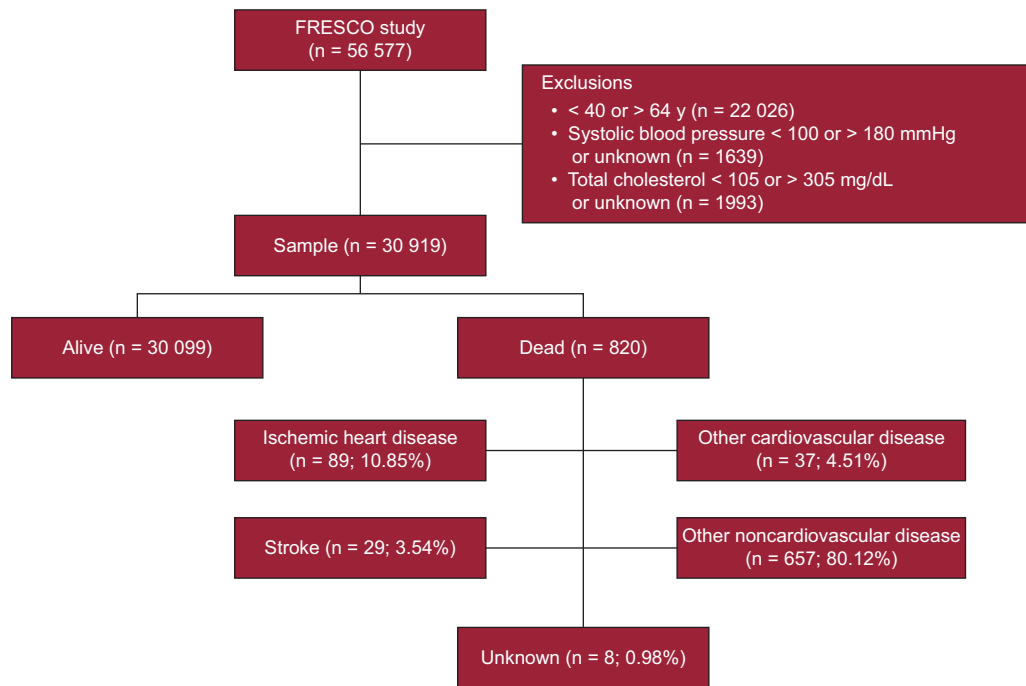 FRESCO study
(n = 56 577)
Exclusions
• < 40 or > 64 y (n = 22 026)
• Systolic blood pressure < 100 or > 180 mmHg
or unknown (n = 1639)
• Total cholesterol < 105 or > 305 mg/dL
or unknown (n = 1993)
Sample (n = 30 919)
Alive (n = 30 099)
Dead (n = 820)
Ischemic heart disease
(n = 89; 10.85%)
Other cardiovascular disease
(n = 37; 4.51%)
Stroke (n = 29; 3.54%)
Other noncardiovascular disease
(n = 657; 80.12%)
Unknown (n = 8; 0.98%)